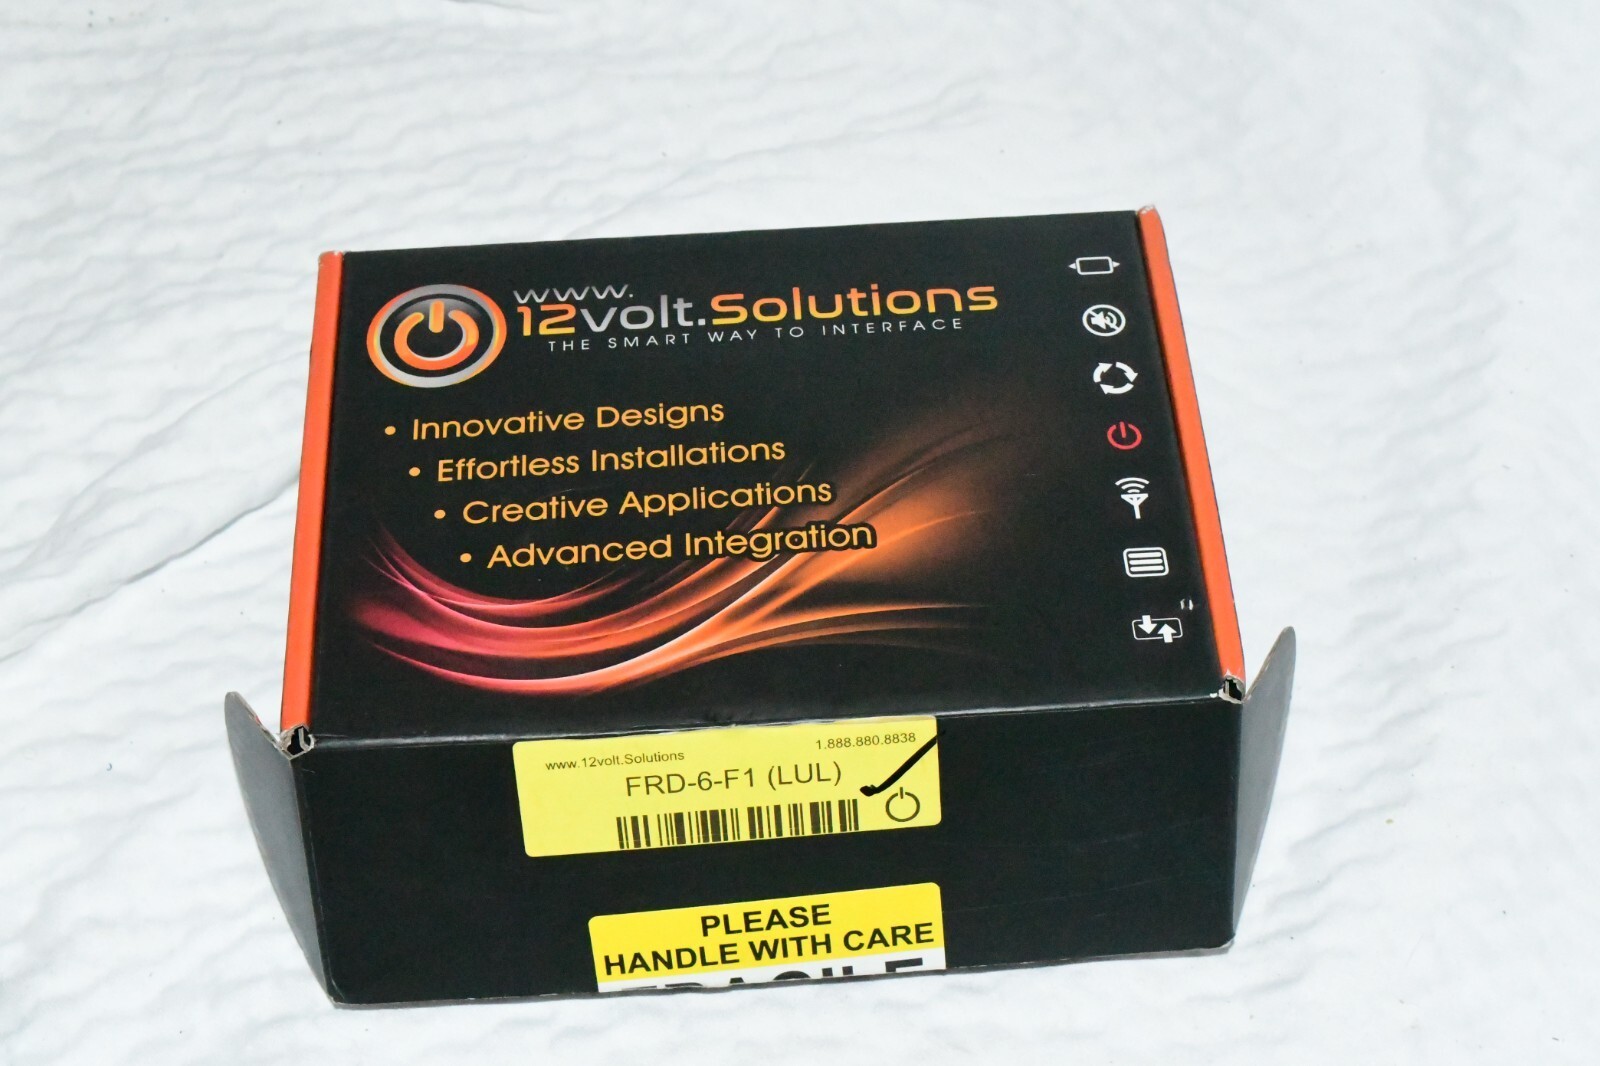 www.
12volt.Solutions
THE SMART WAY TO INTERFACE
• Innovative Designs
• Effortless Installations
• Creative Applications
• Advanced Integration
www.12volt.Solutions 1.888.880.8838
FRD-6-F1 (LUL)
PLEASE
HANDLE WITH CARE
FRAGILE